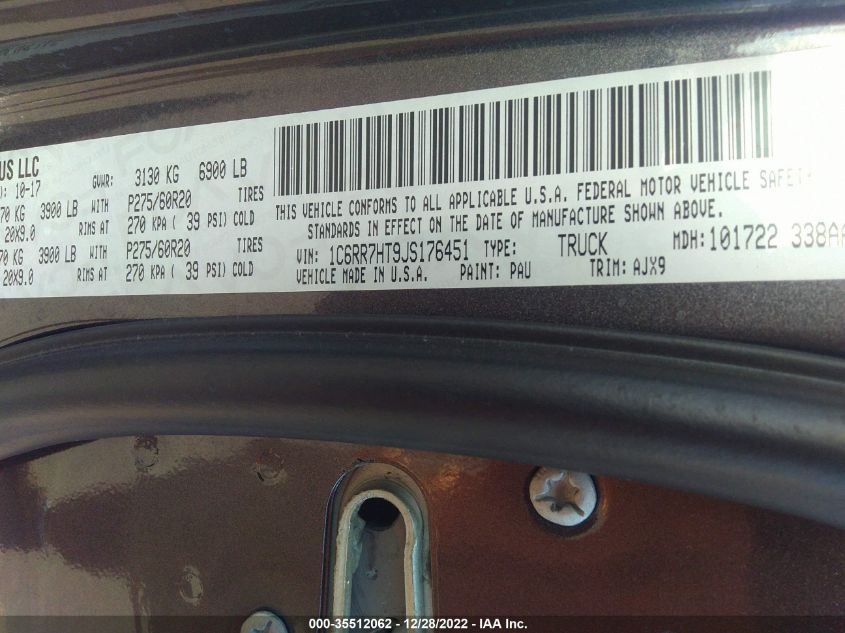 US LLC
: 10-17 GVWR: 3130 KG 6900 LB
70 KG 3900 LB WITH P275/60R20 TIRES
20X9.0 RIMS AT 270 KPA ( 39 PSI) COLD
70 KG 3900 LB WITH P275/60R20 TIRES
20X9.0 RIMS AT 270 KPA ( 39 PSI) COLD
THIS VEHICLE CONFORMS TO ALL APPLICABLE U.S.A. FEDERAL MOTOR VEHICLE SAFET
STANDARDS IN EFFECT ON THE DATE OF MANUFACTURE SHOWN ABOVE.
VIN: 1C6RR7HT9JS176451 TYPE: TRUCK MDH: 101722 338AA
VEHICLE MADE IN U.S.A. PAINT: PAU TRIM: AJX9
000-35512062 - 12/28/2022 - IAA Inc.